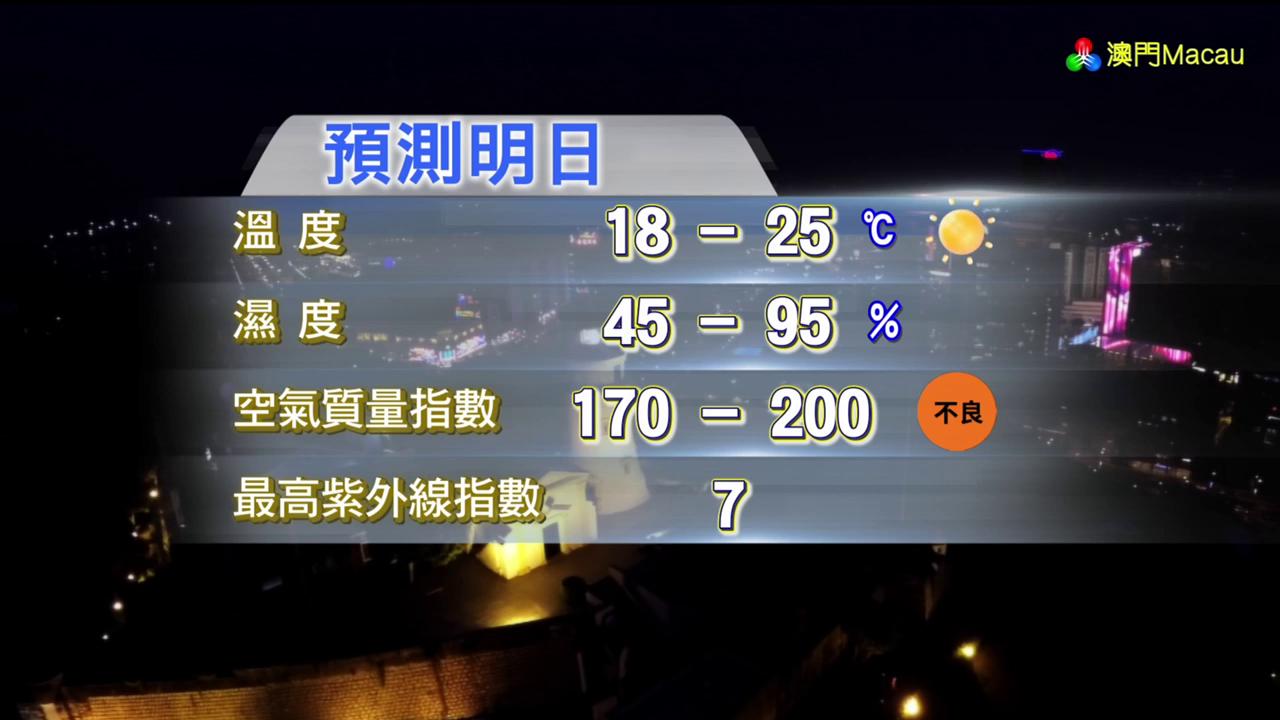 澳門Macau
預測明日
溫度 18 - 25 ℃
濕度 45 - 95 %
空氣質量指數 170 - 200 不良
最高紫外線指數 7